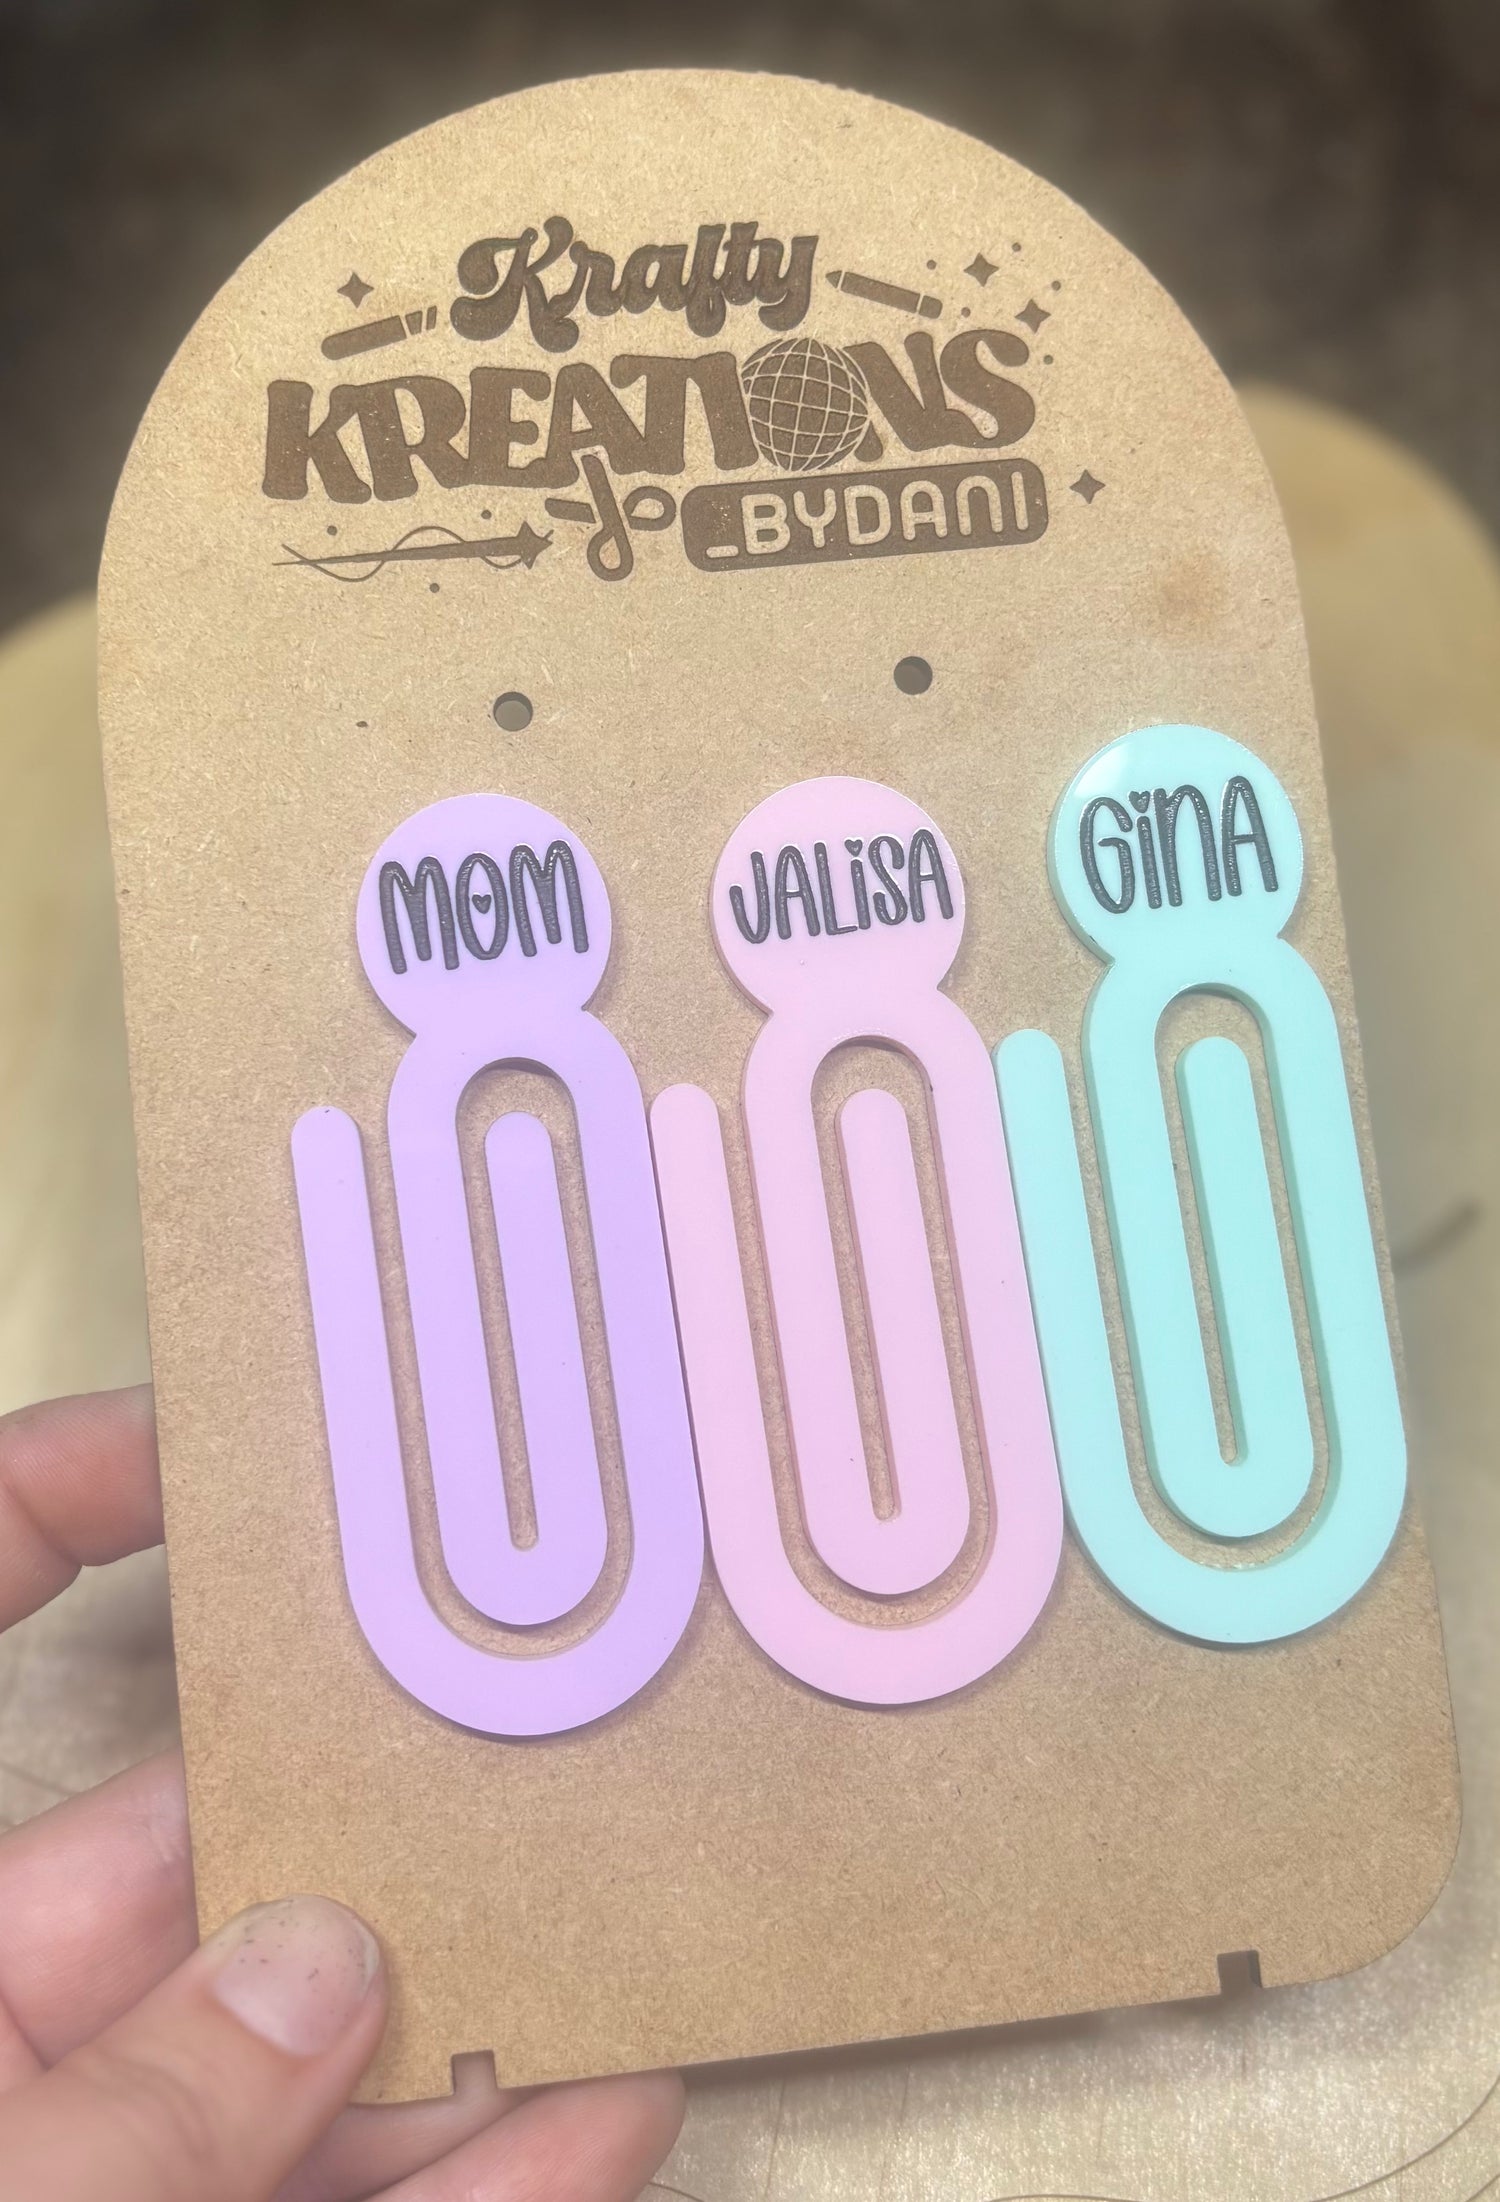 Krafty
KREATIONS
_BYDANI
MOM
JALiSA
GiNA